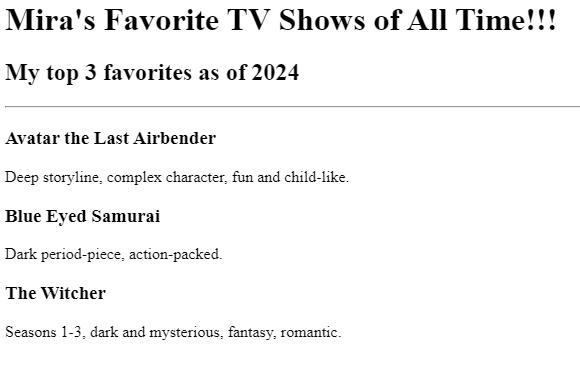 Mira's Favorite TV Shows of All Time!!!
My top 3 favorites as of 2024
Avatar the Last Airbender
Deep storyline, complex character, fun and child-like.
Blue Eyed Samurai
Dark period-piece, action-packed.
The Witcher
Seasons 1-3, dark and mysterious, fantasy, romantic.